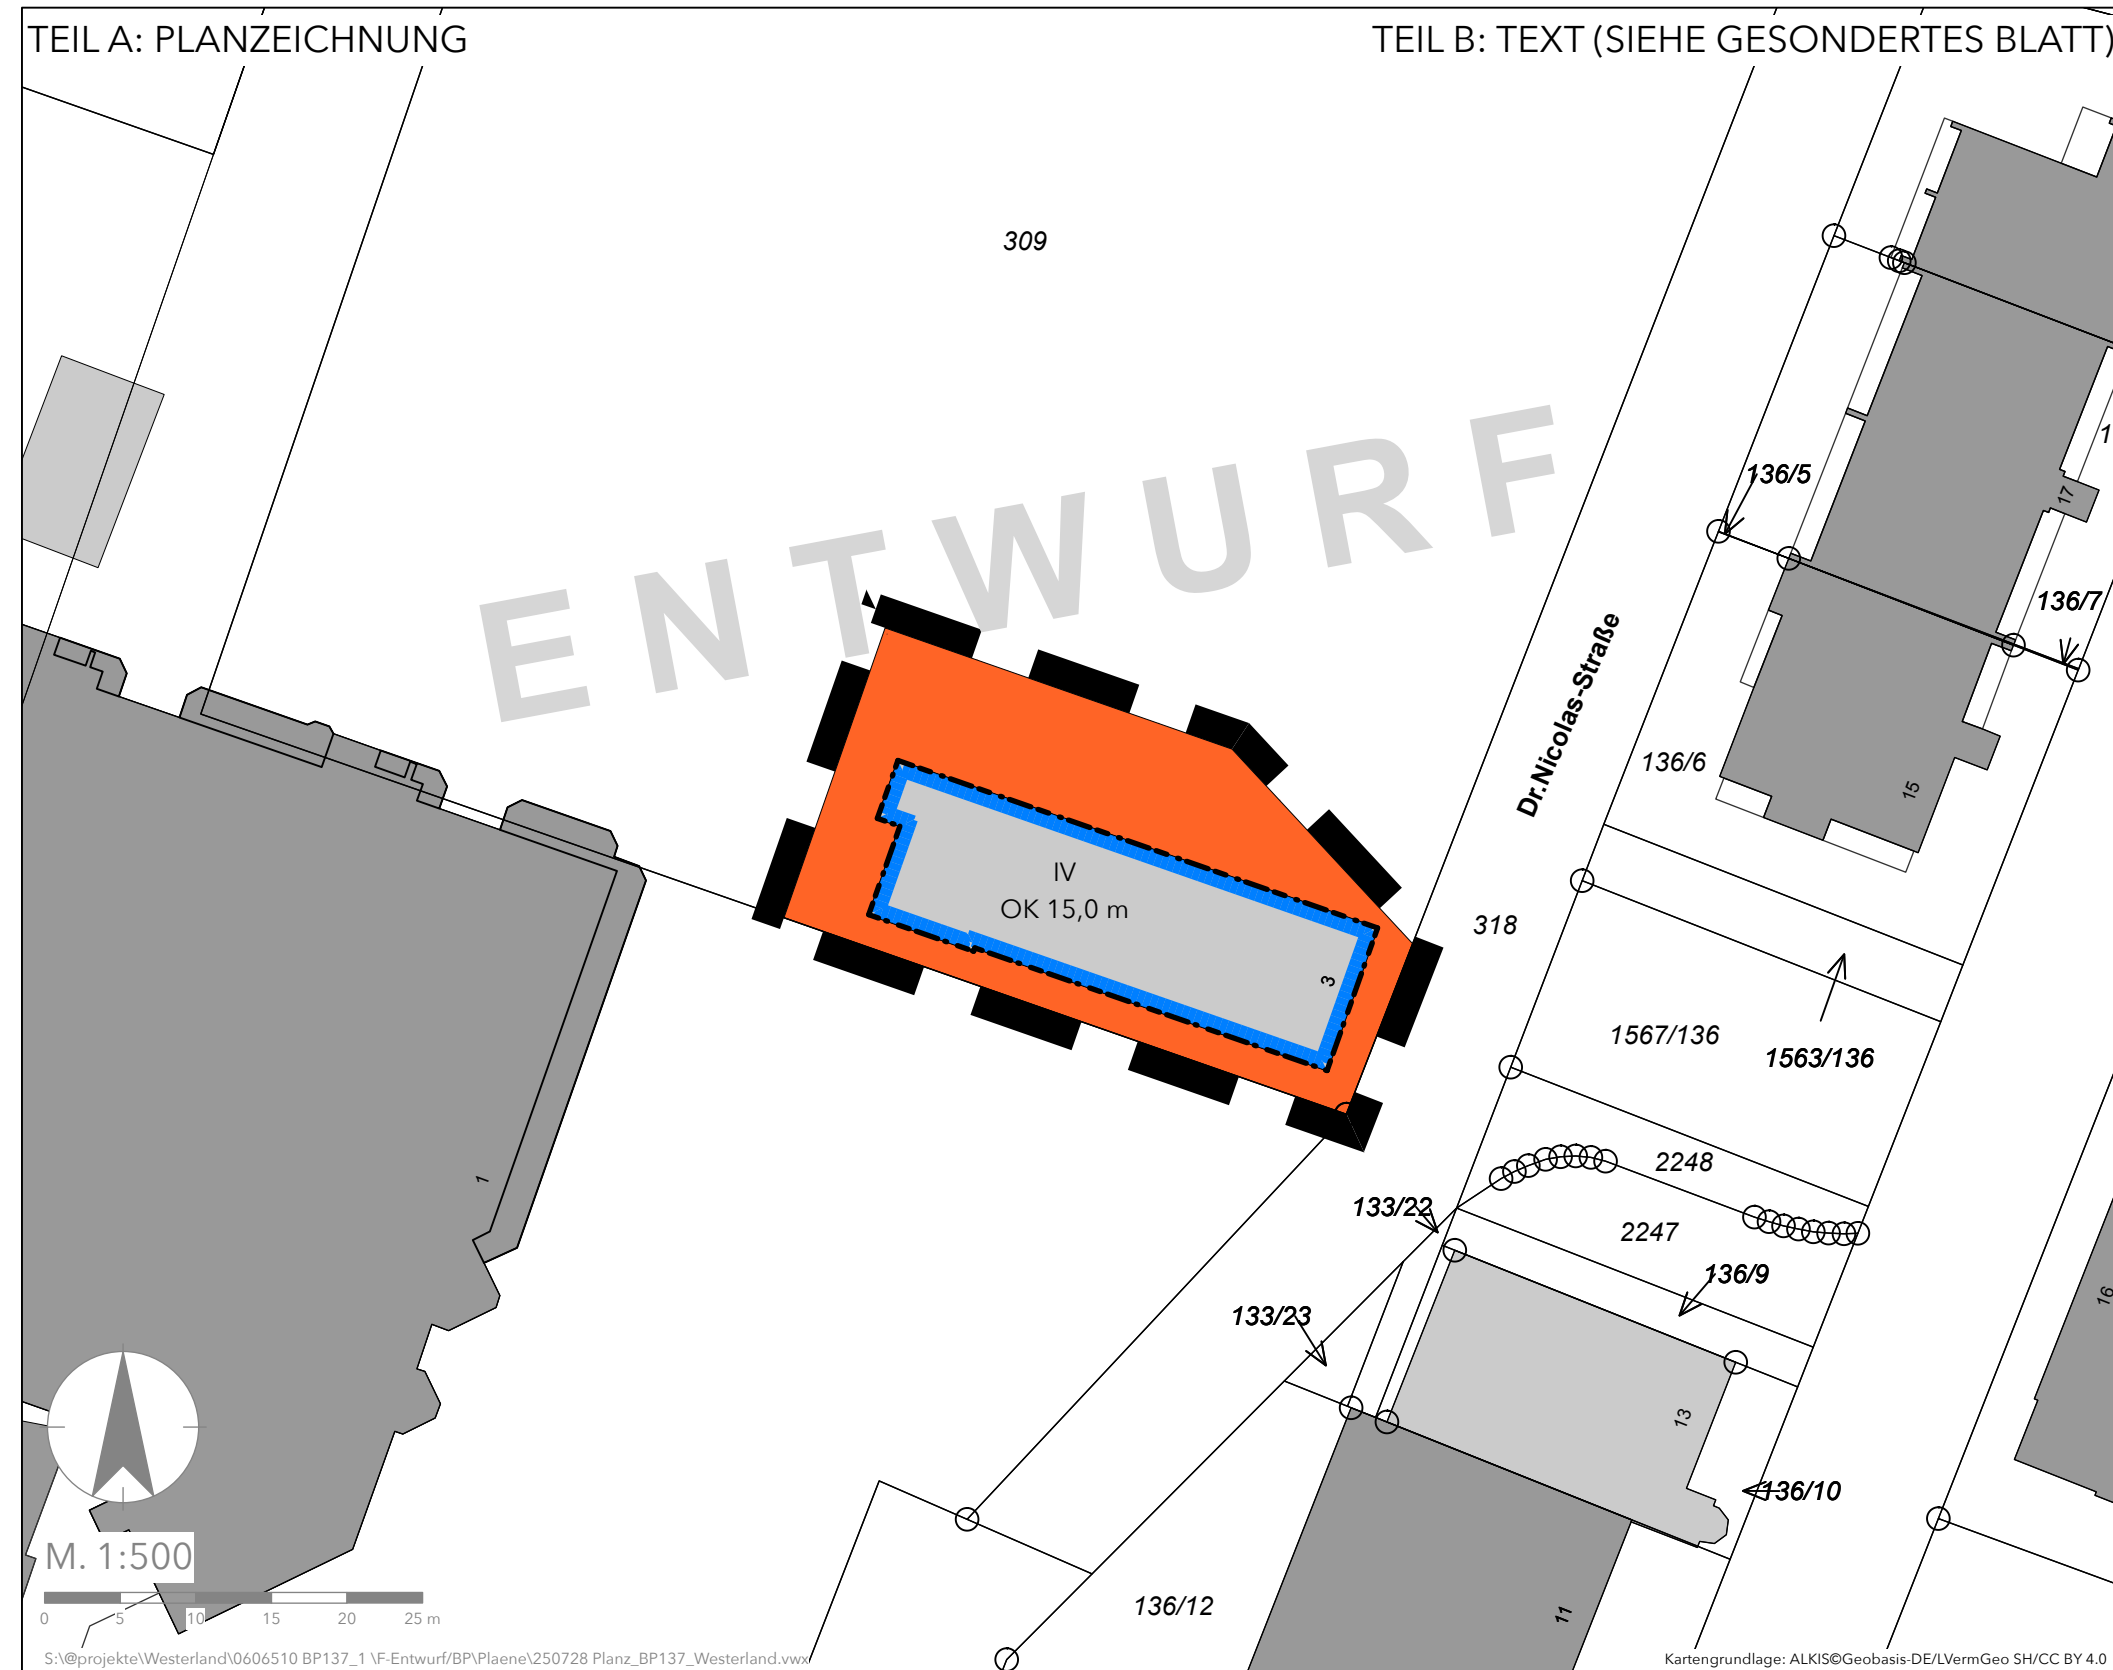 TEIL A: PLANZEICHNUNG
TEIL B: TEXT (SIEHE GESONDERTES BLATT)
309
1
136/5
17
ENTWURF
136/7
Dr.Nicolas-Straße
136/6
15
IV
OK 15,0 m
318
3
1567/136
1563/136
2248
1
133/22
2247
136/9
16
133/23
13
136/10
M. 1:500
136/12
11
0 5 10 15 20 25 m
S:\@projekte\Westerland\0606510 BP137_1 \F-Entwurf/BP\Plaene\250728 Planz_BP137_Westerland.vwx
Kartengrundlage: ALKIS©Geobasis-DE/LVermGeo SH/CC BY 4.0